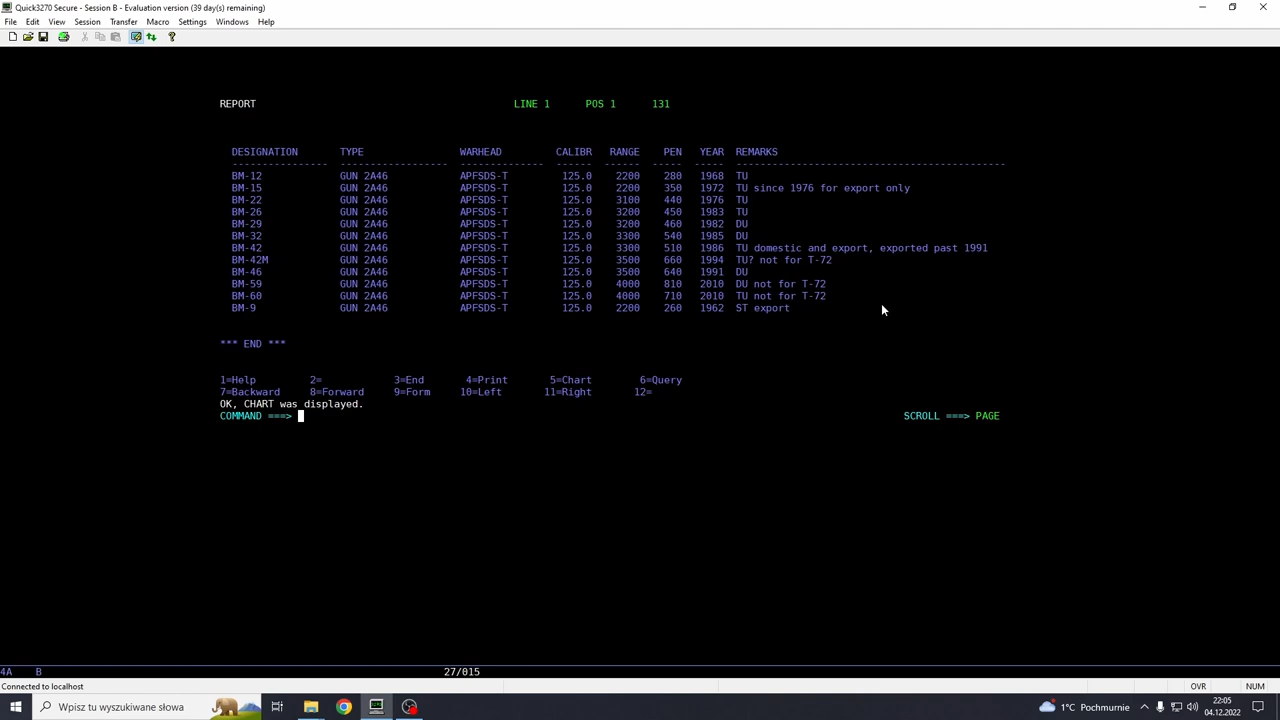 Quick3270 Secure - Session B - Evaluation version (39 day(s) remaining)
File Edit View Session Transfer Macro Settings Windows Help
REPORT LINE 1 POS 1 131
DESIGNATION TYPE WARHEAD CALIBR RANGE PEN YEAR REMARKS
---------------- ------------------ -------------- ------ ----- ----- ----- ---------------------------------------------
BM-12 GUN 2A46 APFSDS-T 125.0 2200 280 1968 TU
BM-15 GUN 2A46 APFSDS-T 125.0 2200 350 1972 TU since 1976 for export only
BM-22 GUN 2A46 APFSDS-T 125.0 3100 440 1976 TU
BM-26 GUN 2A46 APFSDS-T 125.0 3200 450 1983 TU
BM-29 GUN 2A46 APFSDS-T 125.0 3200 460 1982 DU
BM-32 GUN 2A46 APFSDS-T 125.0 3300 540 1985 DU
BM-42 GUN 2A46 APFSDS-T 125.0 3300 510 1986 TU domestic and export, exported past 1991
BM-42M GUN 2A46 APFSDS-T 125.0 3500 660 1994 TU? not for T-72
BM-46 GUN 2A46 APFSDS-T 125.0 3500 640 1991 DU
BM-59 GUN 2A46 APFSDS-T 125.0 4000 810 2010 DU not for T-72
BM-60 GUN 2A46 APFSDS-T 125.0 4000 710 2010 TU not for T-72
BM-9 GUN 2A46 APFSDS-T 125.0 2200 260 1962 ST export
*** END ***
1=Help 2= 3=End 4=Print 5=Chart 6=Query
7=Backward 8=Forward 9=Form 10=Left 11=Right 12=
OK, CHART was displayed.
COMMAND ===> SCROLL ===> PAGE
4A B 27/015
Connected to localhost OVR NUM
Wpisz tu wyszukiwane słowa 1°C Pochmurnie 22:05
04.12.2022